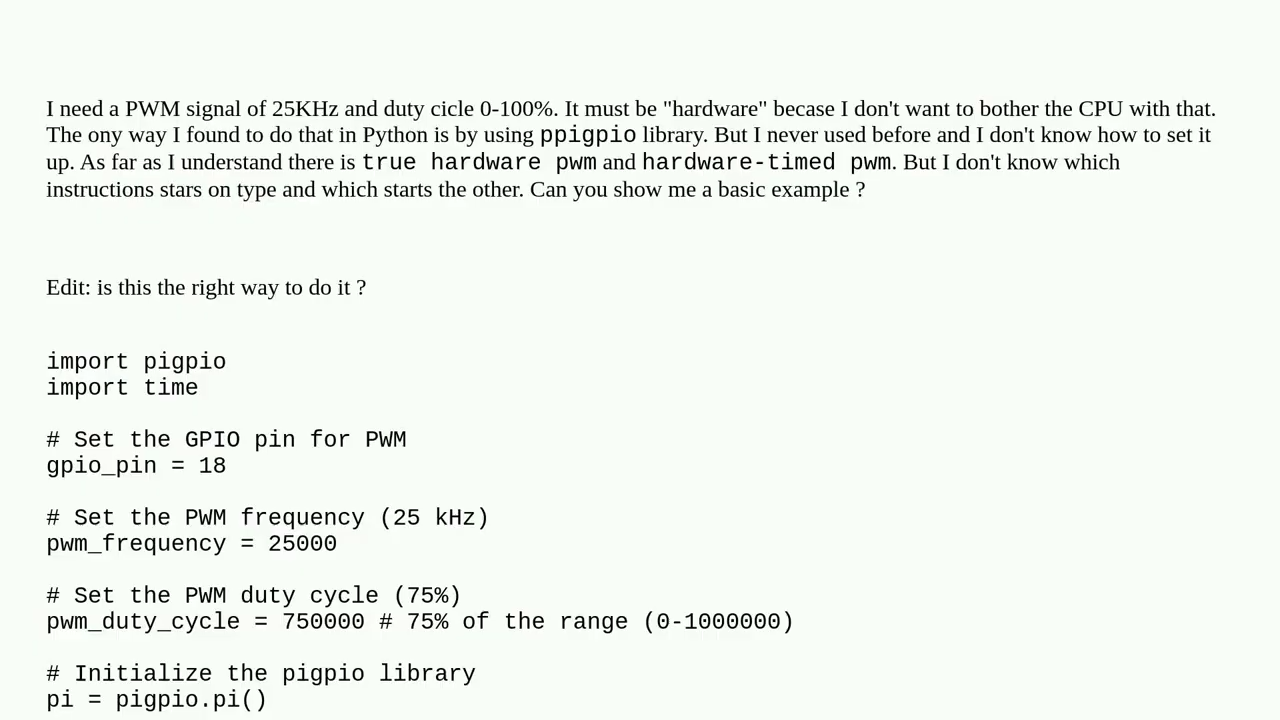 I need a PWM signal of 25KHz and duty cicle 0-100%. It must be "hardware" becase I don't want to bother the CPU with that.
The ony way I found to do that in Python is by using ppigpio library. But I never used before and I don't know how to set it
up. As far as I understand there is true hardware pwm and hardware-timed pwm. But I don't know which
instructions stars on type and which starts the other. Can you show me a basic example ?
Edit: is this the right way to do it ?
import pigpio
import time
# Set the GPIO pin for PWM
gpio_pin = 18
# Set the PWM frequency (25 kHz)
pwm_frequency = 25000
# Set the PWM duty cycle (75%)
pwm_duty_cycle = 750000 # 75% of the range (0-1000000)
# Initialize the pigpio library
pi = pigpio.pi()